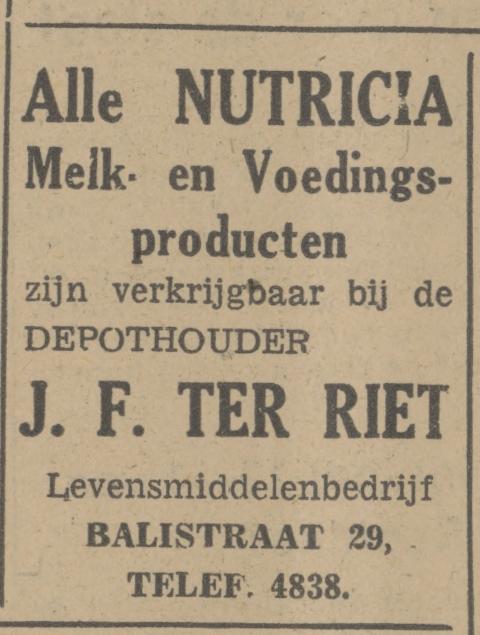 Alle NUTRICIA
Melk- en Voedings-
producten
zijn verkrijgbaar bij de
DEPOTHOUDER
J. F. TER RIET
Levensmiddelenbedrijf
BALISTRAAT 29,
TELEF. 4838.